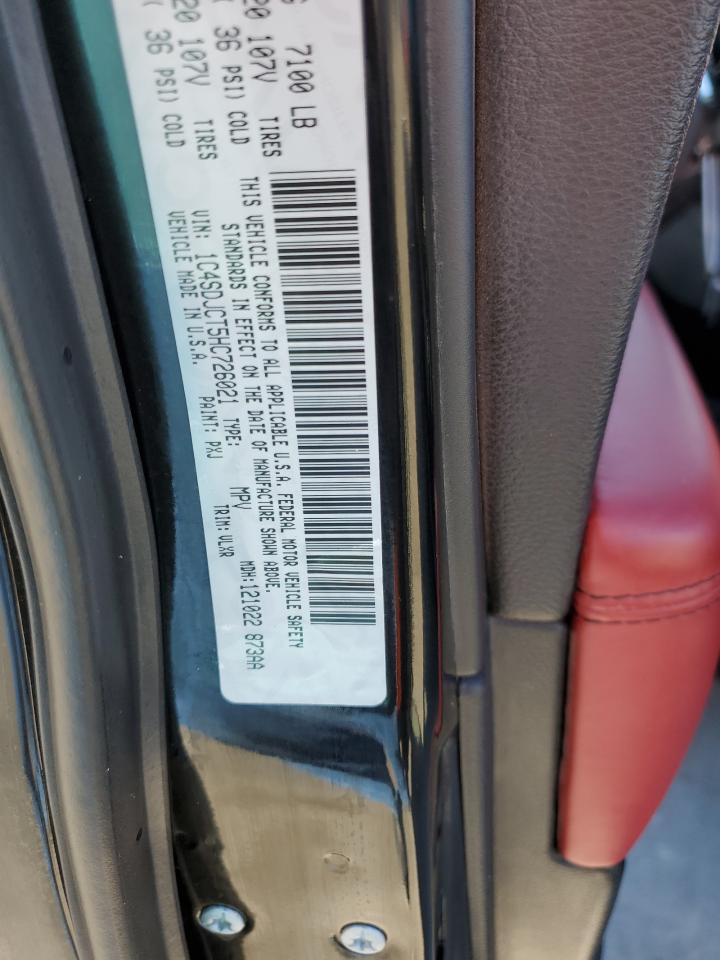 7100 LB
20 107V TIRES
36 PSI) COLD
20 107V TIRES
36 PSI) COLD
THIS VEHICLE CONFORMS TO ALL APPLICABLE U.S.A. FEDERAL MOTOR VEHICLE SAFETY
STANDARDS IN EFFECT ON THE DATE OF MANUFACTURE SHOWN ABOVE.
VIN: 1C4SDJCT5HC726021 TYPE: MPV MDH:121022 873AA
VEHICLE MADE IN U.S.A. PAINT: PXJ TRIM: VLXR